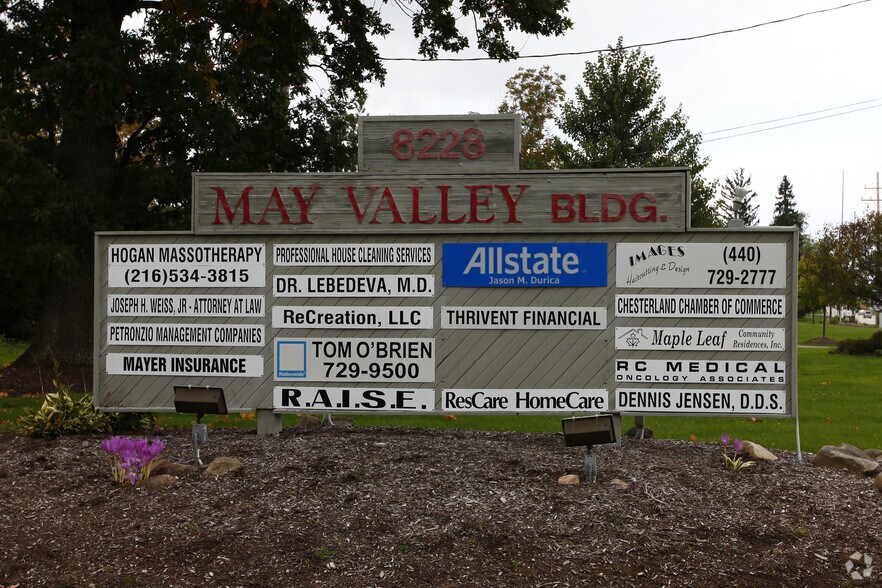 8228
MAY VALLEY BLDG.
HOGAN MASSOTHERAPY
(216)534-3815
JOSEPH H. WEISS, JR - ATTORNEY AT LAW
PETRONZIO MANAGEMENT COMPANIES
MAYER INSURANCE
PROFESSIONAL HOUSE CLEANING SERVICES
DR. LEBEDEVA, M.D.
ReCreation, LLC
Nationwide
TOM O'BRIEN
729-9500
R.A.I.S.E.
Allstate
Jason M. Durica
THRIVENT FINANCIAL
ResCare HomeCare
IMAGES
Haircutting & Design
(440)
729-2777
CHESTERLAND CHAMBER OF COMMERCE
Maple Leaf Community
Residences, Inc.
RC MEDICAL
ONCOLOGY ASSOCIATES
DENNIS JENSEN, D.D.S.